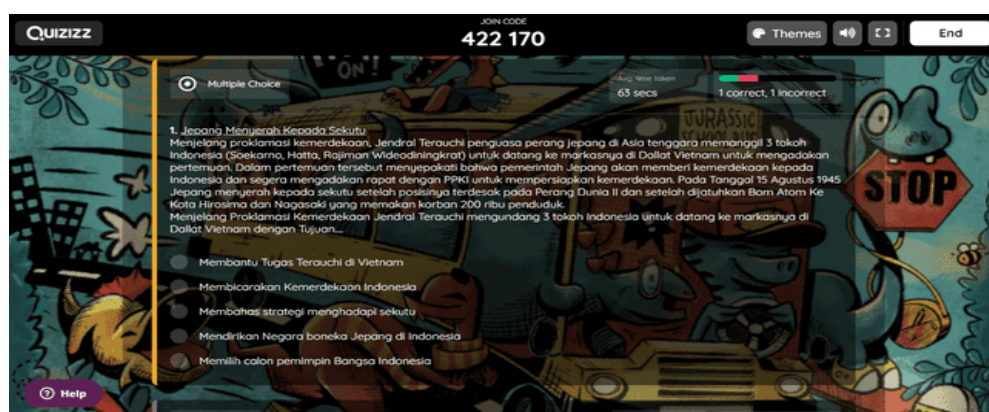 QUIZIZZ
JOIN CODE
422 170
Themes
End
ON!
Multiple Choice
Avg. time taken
63 secs
1 correct, 1 incorrect
JURASSIC
SCHOOL BUS
STOP
1. Jepang Menyerah Kepada Sekutu
Menjelang proklamasi kemerdekaan, Jendral Terauchi penguasa perang jepang di Asia tenggara memanggil 3 tokoh
Indonesia (Soekarno, Hatta, Rajiman Wideodiningkrat) untuk datang ke markasnya di Dallat Vietnam untuk mengadakan
pertemuan. Dalam pertemuan tersebut menyepakati bahwa pemerintah Jepang akan memberi kemerdekaan kepada
Indonesia dan segera mengadakan rapat dengan PPKI untuk mempersiapkan kemerdekaan. Pada Tanggal 15 Agustus 1945
Jepang menyerah kepada sekutu setelah posisinya terdesak pada Perang Dunia II dan setelah dijatuhkan Bom Atom Ke
Kota Hirosima dan Nagasaki yang memakan korban 200 ribu penduduk.
Menjelang Proklamasi Kemerdekaan Jendral Terauchi mengundang 3 tokoh Indonesia untuk datang ke markasnya di
Dallat Vietnam dengan Tujuan....
Membantu Tugas Terauchi di Vietnam
Membicarakan Kemerdekaan Indonesia
Membahas strategi menghadapi sekutu
Mendirikan Negara boneka Jepang di Indonesia
Memilih calon pemimpin Bangsa Indonesia
Help